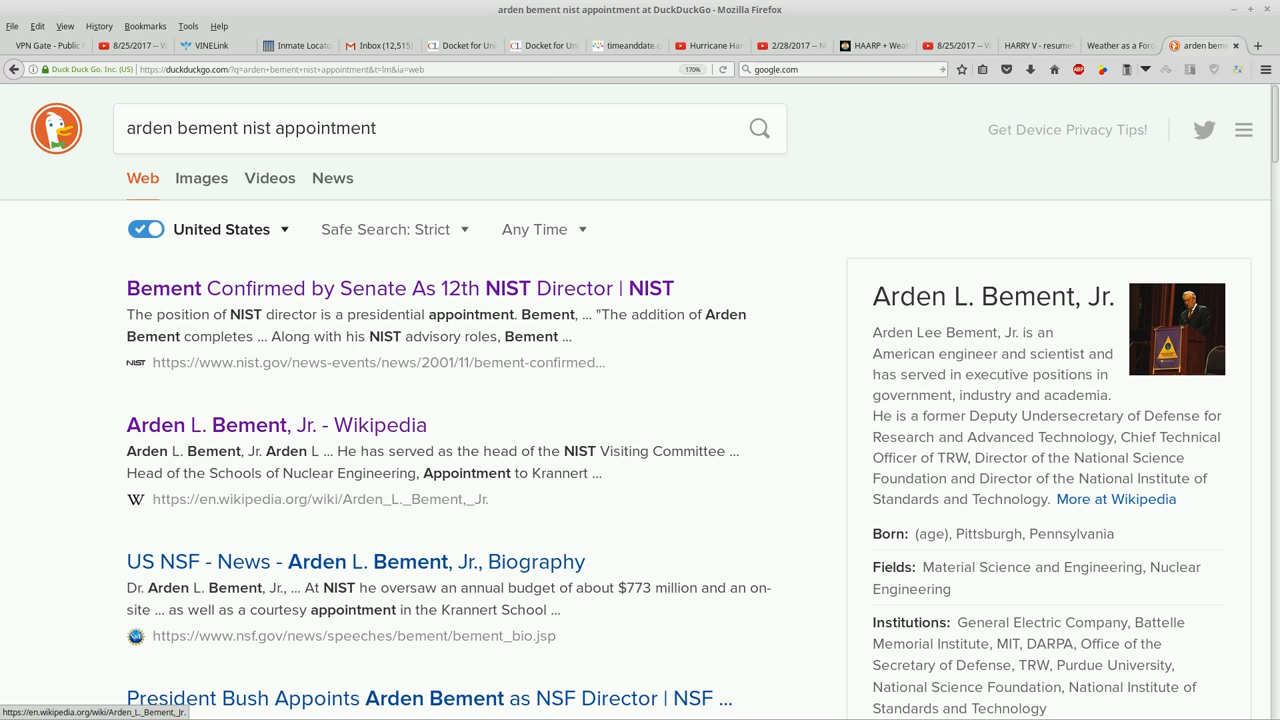 arden bement nist appointment at DuckDuckGo - Mozilla Firefox
File Edit View History Bookmarks Tools Help
VPN Gate - Public 8/25/2017 -- VINELink Inmate Locat Inbox (12,515) Docket for Un Docket for Un timeanddate. Hurricane Ha 2/28/2017 -- N HAARP + Wea 8/25/2017 -- HARRY V - resume Weather as a Forc arden bem
Duck Duck Go, Inc. (US) https://duckduckgo.com/?q=arden+bement+nist+appointment&t=lm&ia=web 170% google.com
arden bement nist appointment
Get Device Privacy Tips!
Web Images Videos News
United States Safe Search: Strict Any Time
Bement Confirmed by Senate As 12th NIST Director | NIST
The position of NIST director is a presidential appointment. Bement, ... "The addition of Arden
Bement completes ... Along with his NIST advisory roles, Bement ...
NIST https://www.nist.gov/news-events/news/2001/11/bement-confirmed...
Arden L. Bement, Jr. - Wikipedia
Arden L. Bement, Jr. Arden L ... He has served as the head of the NIST Visiting Committee ...
Head of the Schools of Nuclear Engineering, Appointment to Krannert ...
W https://en.wikipedia.org/wiki/Arden_L._Bement,_Jr.
US NSF - News - Arden L. Bement, Jr., Biography
Dr. Arden L. Bement, Jr., ... At NIST he oversaw an annual budget of about $773 million and an on-
site ... as well as a courtesy appointment in the Krannert School ...
https://www.nsf.gov/news/speeches/bement/bement_bio.jsp
President Bush Appoints Arden Bement as NSF Director | NSF ...
https://en.wikipedia.org/wiki/Arden_L._Bement,_Jr.
Arden L. Bement, Jr.
Arden Lee Bement, Jr. is an
American engineer and scientist and
has served in executive positions in
government, industry and academia.
He is a former Deputy Undersecretary of Defense for
Research and Advanced Technology, Chief Technical
Officer of TRW, Director of the National Science
Foundation and Director of the National Institute of
Standards and Technology. More at Wikipedia
Born: (age), Pittsburgh, Pennsylvania
Fields: Material Science and Engineering, Nuclear
Engineering
Institutions: General Electric Company, Battelle
Memorial Institute, MIT, DARPA, Office of the
Secretary of Defense, TRW, Purdue University,
National Science Foundation, National Institute of
Standards and Technology